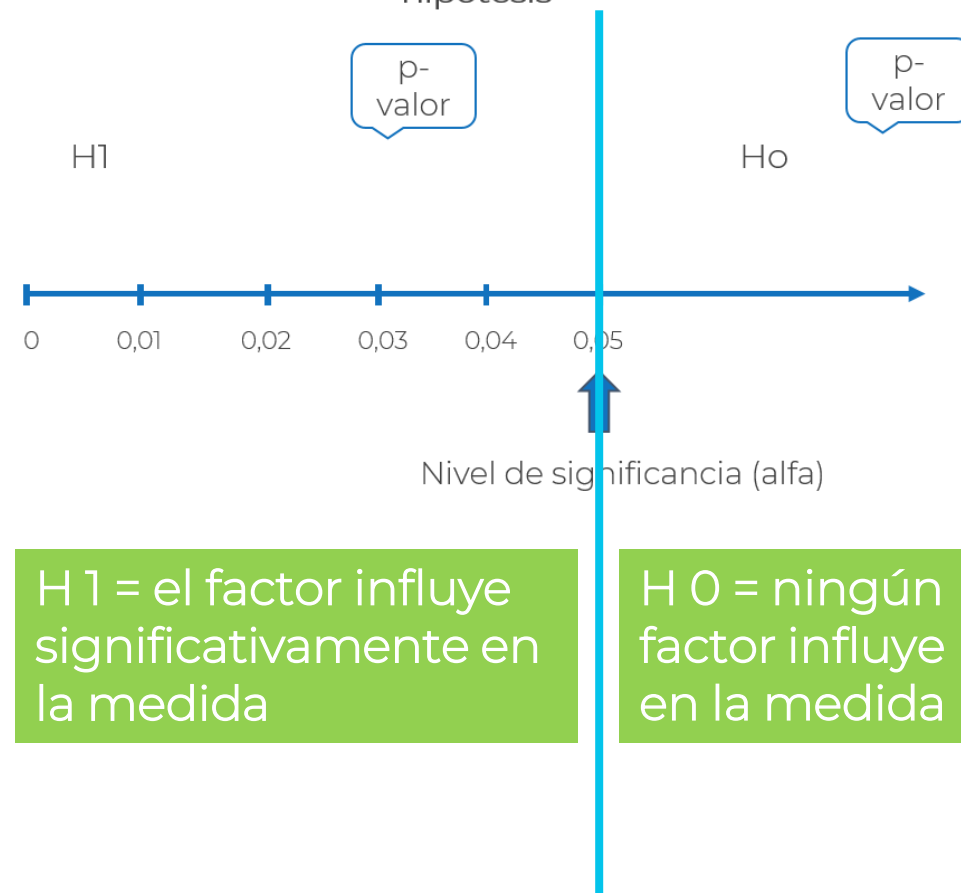 hipótesis
p-
valor
p-
valor
H1
Ho
0
0,01
0,02
0,03
0,04
0,05
Nivel de significancia (alfa)
H 1 = el factor influye
significativamente en
la medida
H 0 = ningún
factor influye
en la medida